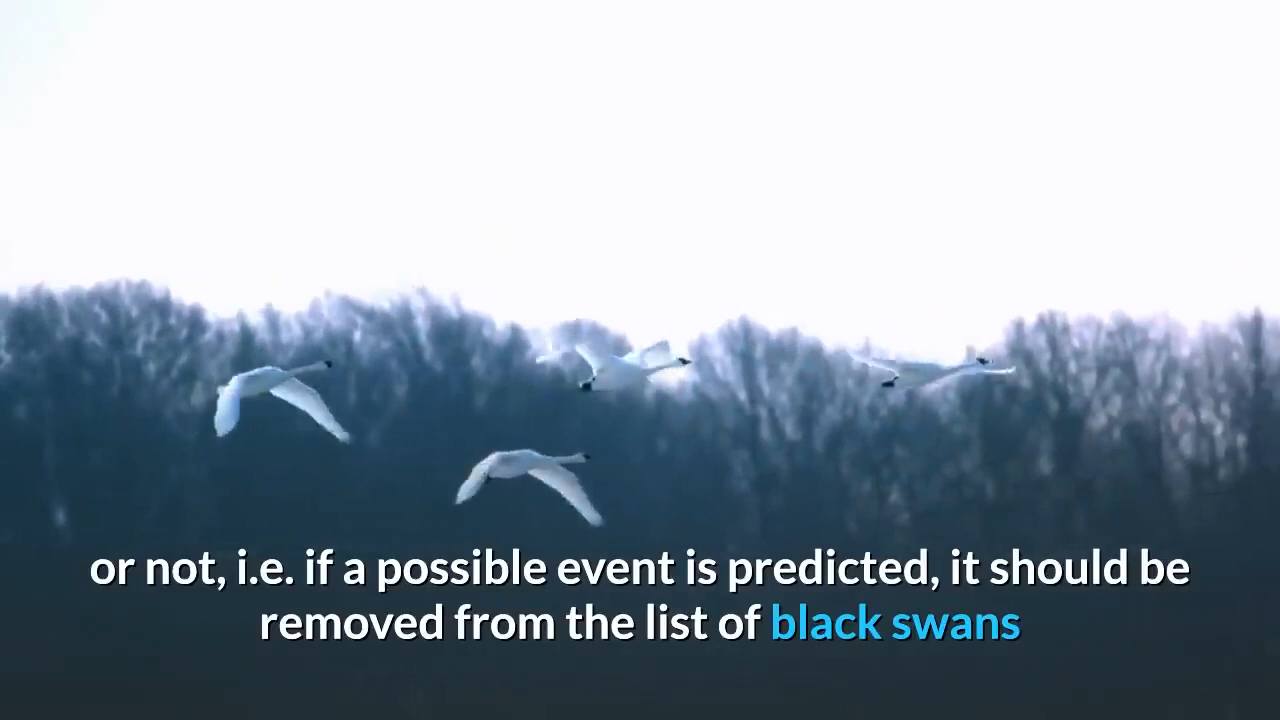 or not, i.e. if a possible event is predicted, it should be
removed from the list of black swans